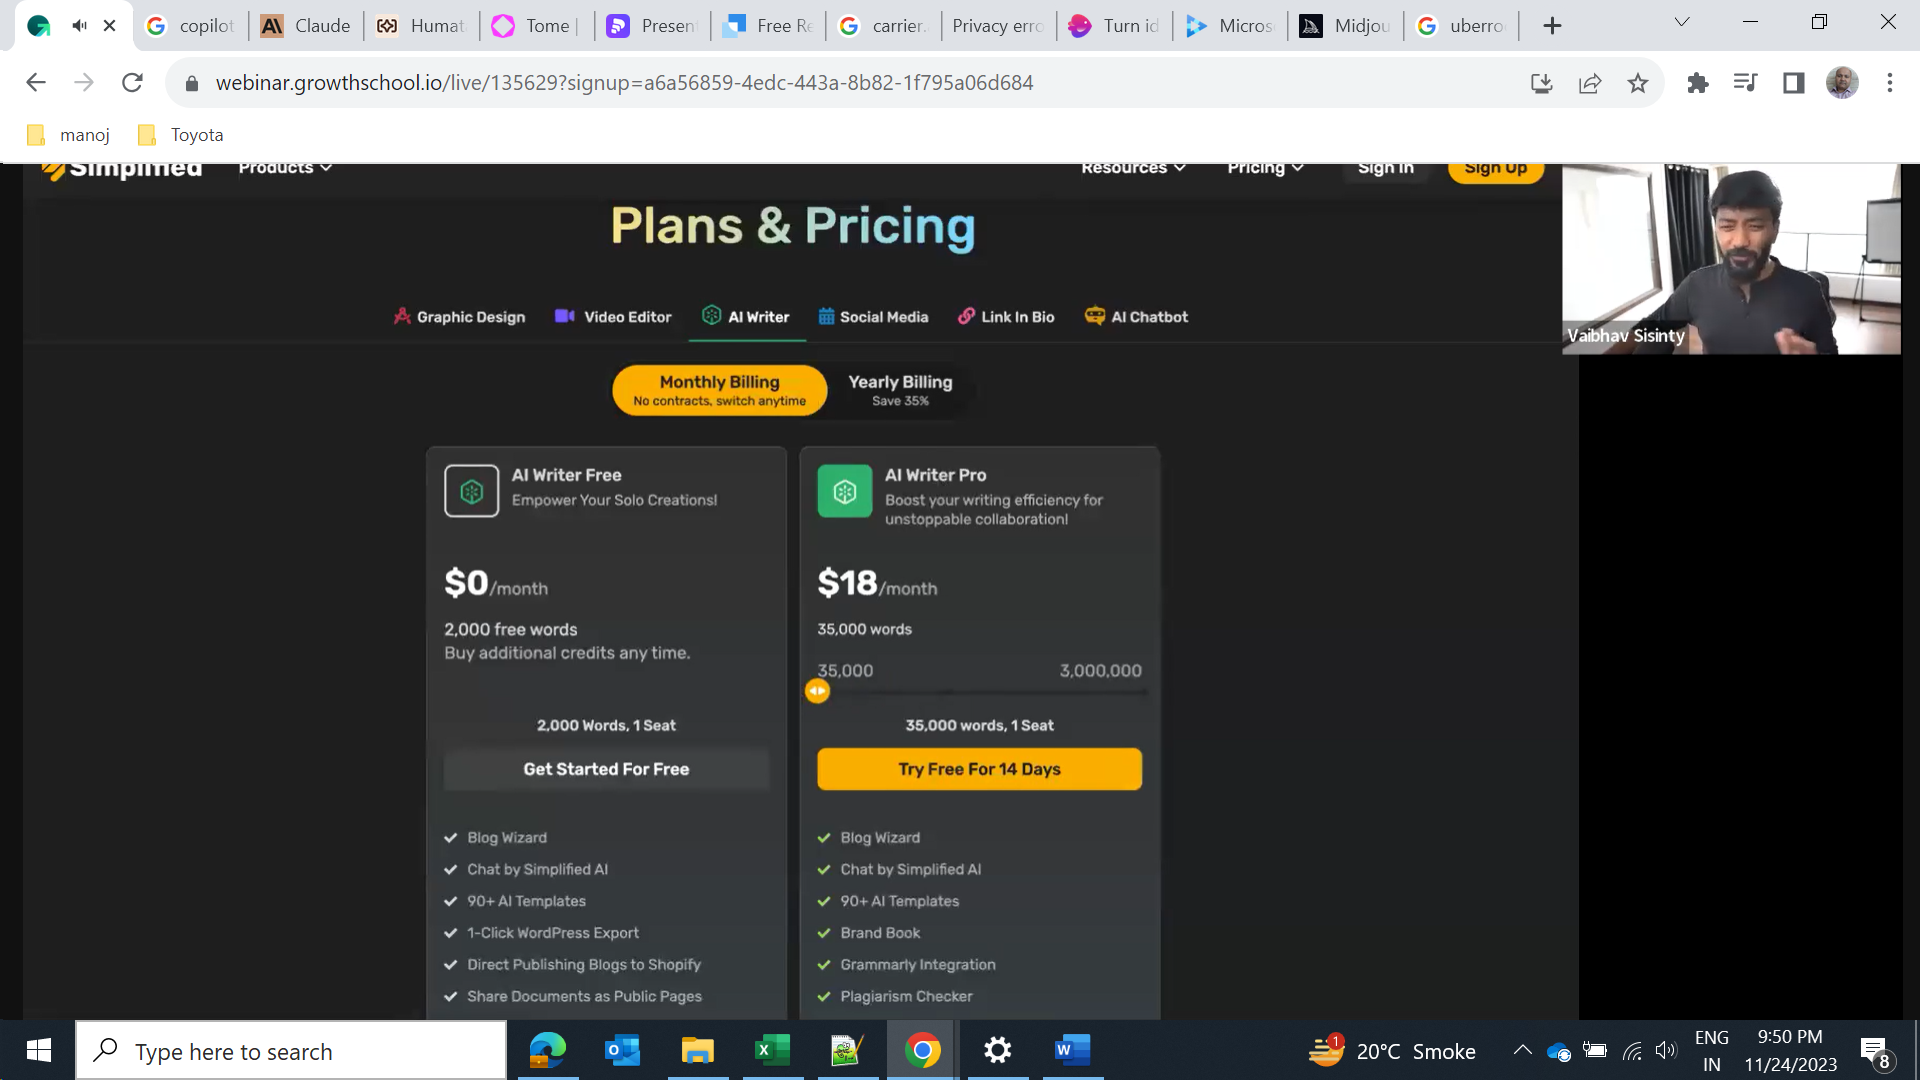 copilot
Claude
Humat
Tome |
Present
Free Re
carrier.
Privacy erro
Turn id
Micros
Midjou
uberro
webinar.growthschool.io/live/135629?signup=a6a56859-4edc-443a-8b82-1f795a06d684
manoj
Toyota
Simplified
Products
Resources
Pricing
Sign In
Sign Up
Plans & Pricing
Graphic Design
Video Editor
AI Writer
Social Media
Link In Bio
AI Chatbot
Vaibhav Sisinty
Monthly Billing
No contracts, switch anytime
Yearly Billing
Save 35%
AI Writer Free
Empower Your Solo Creations!
$0/month
2,000 free words
Buy additional credits any time.
2,000 Words, 1 Seat
Get Started For Free
Blog Wizard
Chat by Simplified AI
90+ AI Templates
1-Click WordPress Export
Direct Publishing Blogs to Shopify
Share Documents as Public Pages
AI Writer Pro
Boost your writing efficiency for
unstoppable collaboration!
$18/month
35,000 words
35,000 3,000,000
35,000 words, 1 Seat
Try Free For 14 Days
Blog Wizard
Chat by Simplified AI
90+ AI Templates
Brand Book
Grammarly Integration
Plagiarism Checker
Type here to search
1
20°C Smoke
ENG
IN
9:50 PM
11/24/2023
8